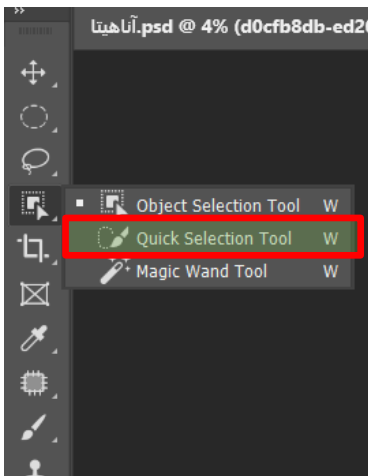 آناهیتا.psd @ 4% (d0cfb8db-ed2
Object Selection Tool W
Quick Selection Tool W
Magic Wand Tool W